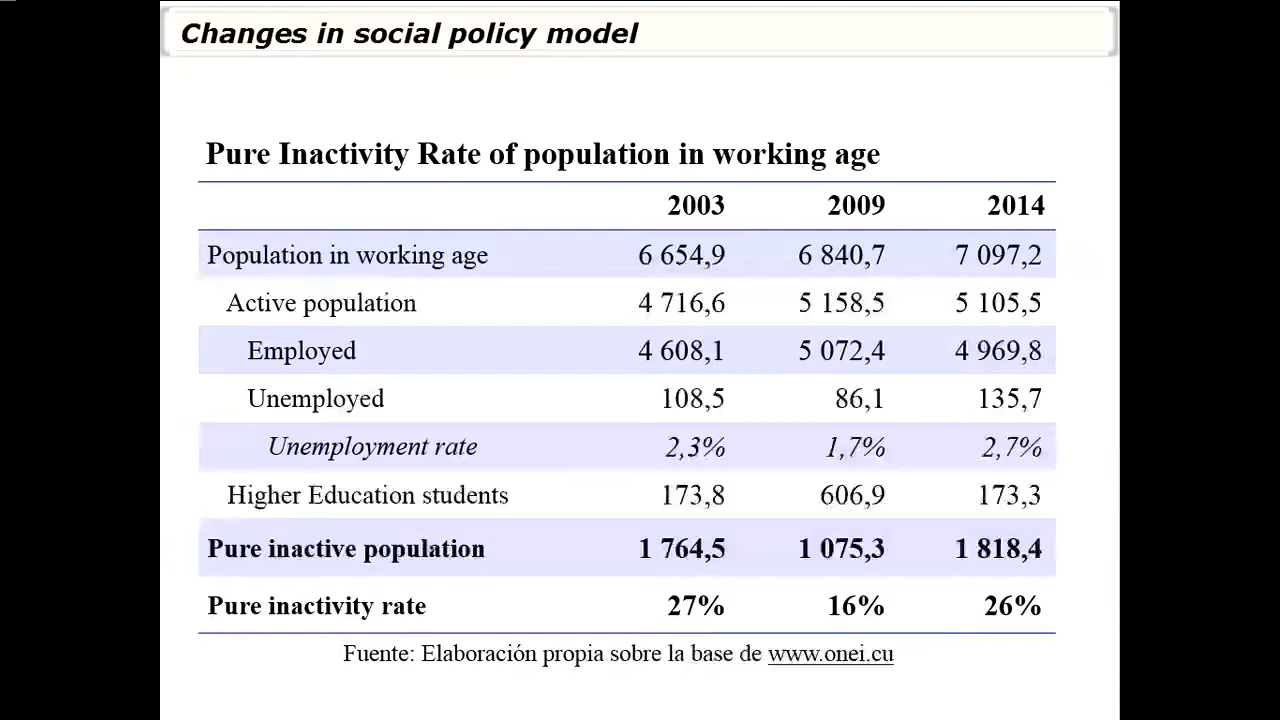 Changes in social policy model
Pure Inactivity Rate of population in working age
2003 2009 2014
Population in working age 6 654,9 6 840,7 7 097,2
Active population 4 716,6 5 158,5 5 105,5
Employed 4 608,1 5 072,4 4 969,8
Unemployed 108,5 86,1 135,7
Unemployment rate 2,3% 1,7% 2,7%
Higher Education students 173,8 606,9 173,3
Pure inactive population 1 764,5 1 075,3 1 818,4
Pure inactivity rate 27% 16% 26%
Fuente: Elaboración propia sobre la base de www.onei.cu